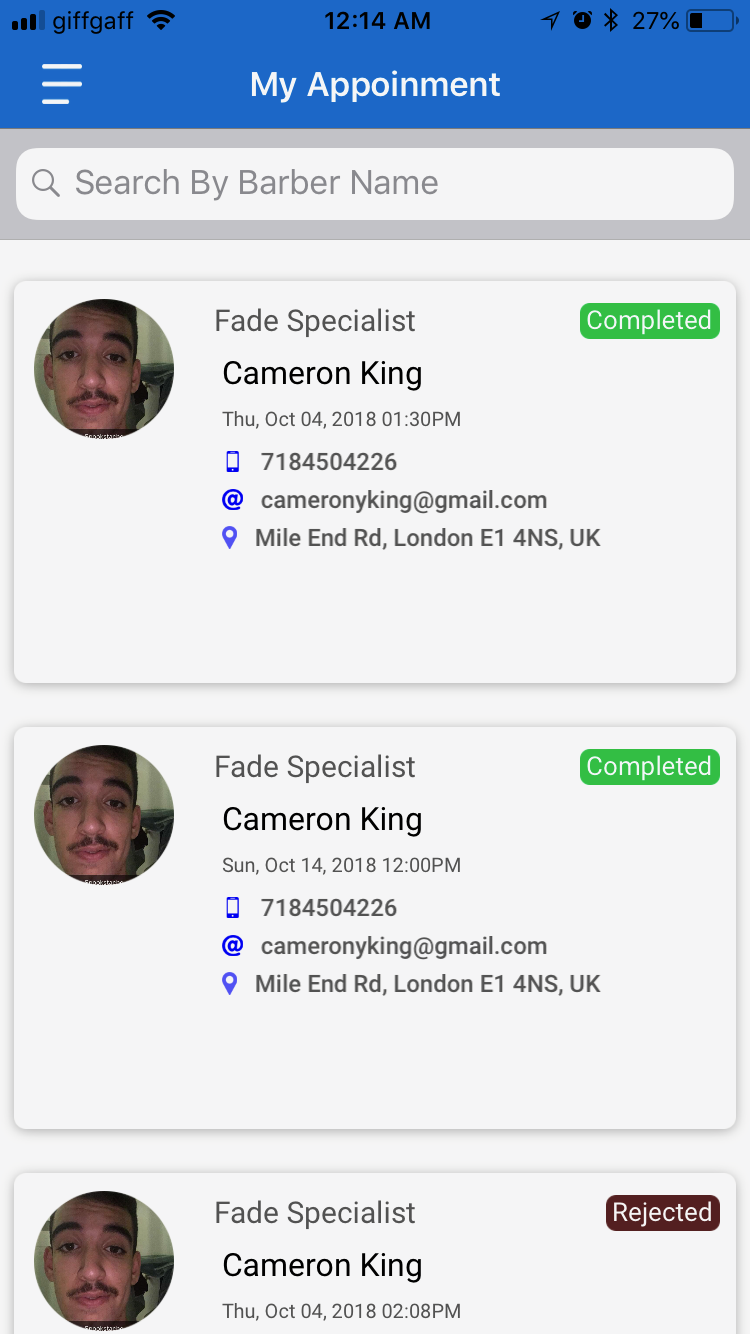 giffgaff 12:14 AM 27%
My Appoinment
Search By Barber Name
Fade Specialist Completed
Cameron King
Thu, Oct 04, 2018 01:30PM
7184504226
@ cameronyking@gmail.com
Mile End Rd, London E1 4NS, UK
Fade Specialist Completed
Cameron King
Sun, Oct 14, 2018 12:00PM
7184504226
@ cameronyking@gmail.com
Mile End Rd, London E1 4NS, UK
Fade Specialist Rejected
Cameron King
Thu, Oct 04, 2018 02:08PM